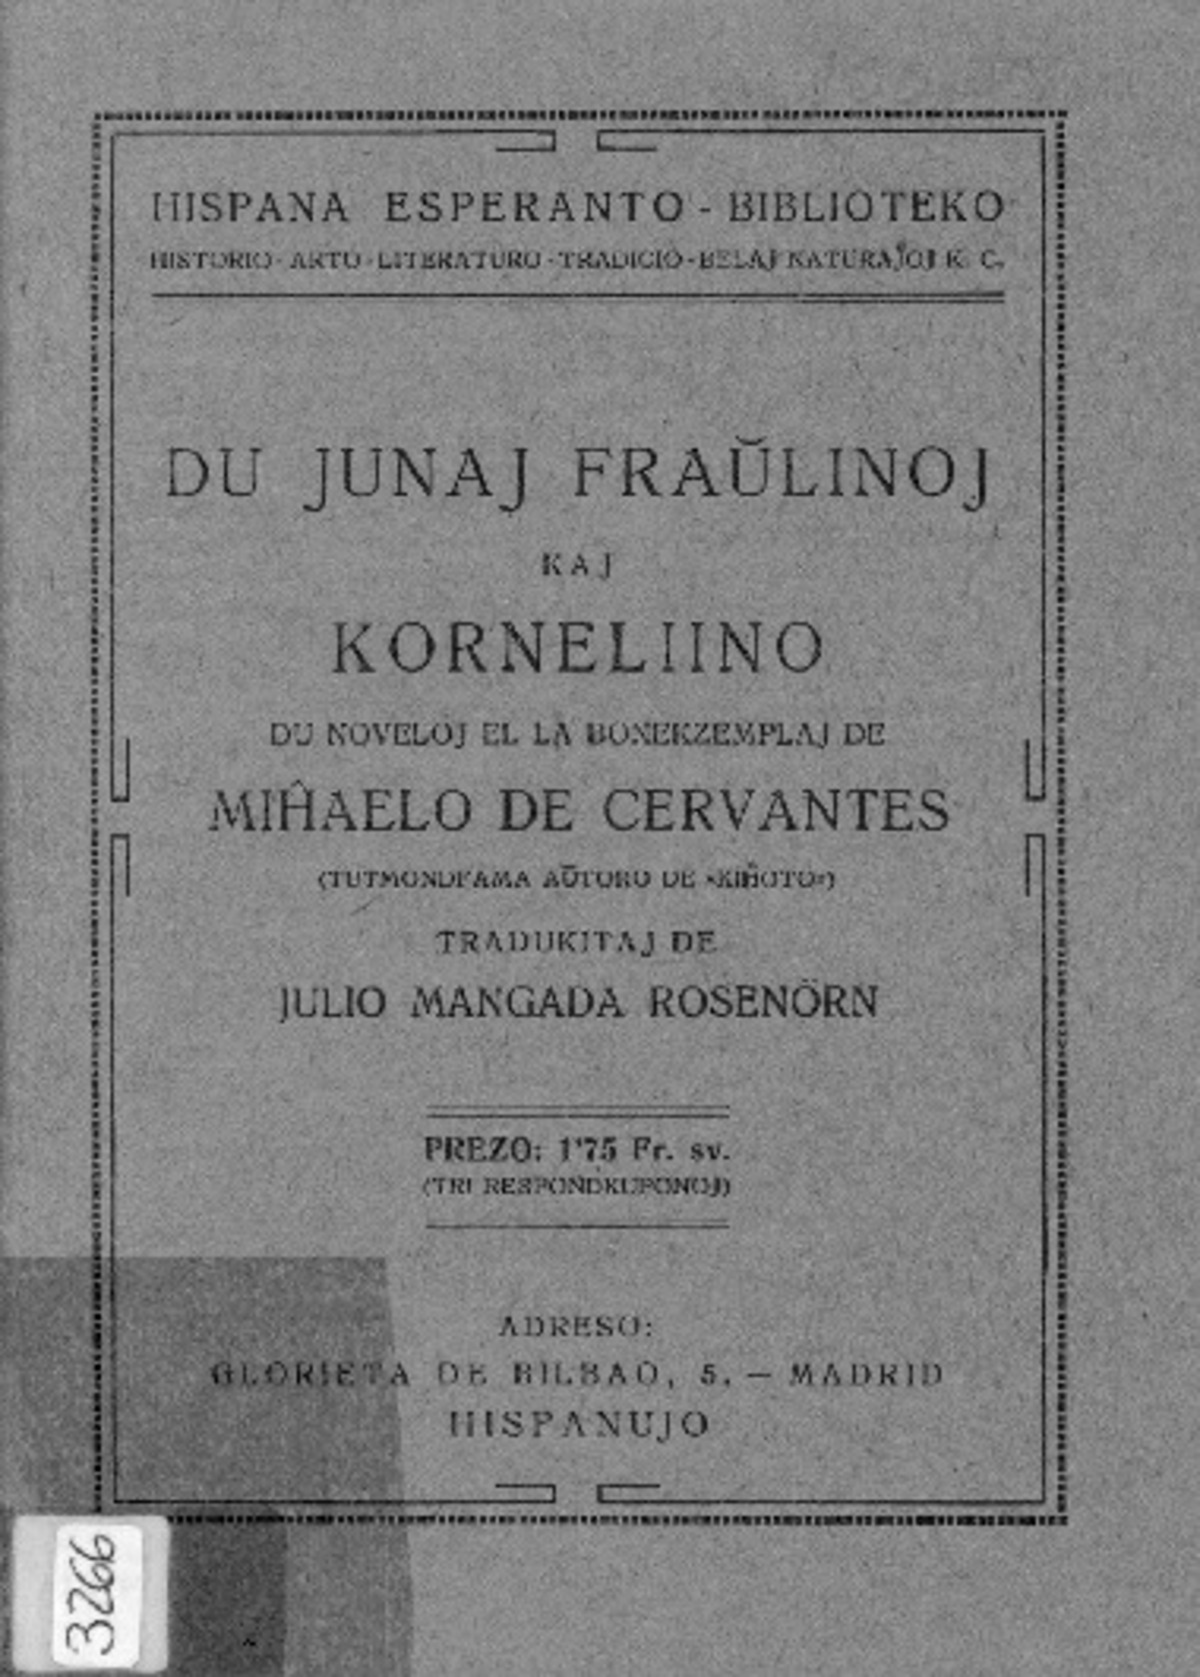 HISPANA ESPERANTO - BIBLIOTEKO
HISTORIO - ARTO - LITERATURO - TRADICIO - BELAJ NATURAĴOJ K. C.
DU JUNAJ FRAŬLINOJ
KAJ
KORNELIINO
DU NOVELOJ EL LA BONEKZEMPLAJ DE
MIĤAELO DE CERVANTES
(TUTMONDFAMA AŬTORO DE «KIĤOTO»)
TRADUKITAJ DE
JULIO MANGADA ROSENÖRN
PREZO: 1'75 Fr. sv.
(TRI RESPONDKUPONOJ)
ADRESO:
GLORIETA DE BILBAO, 5. — MADRID
HISPANUJO
3266